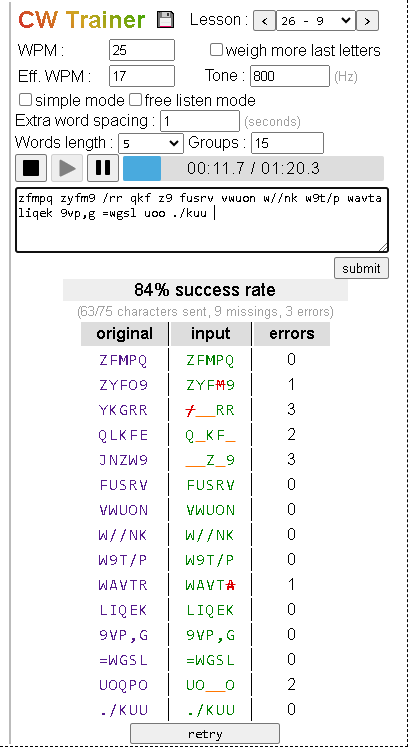 CW Trainer 💾 Lesson : < 26 - 9 >
WPM : 25 weigh more last letters
Eff. WPM : 17 Tone : 800 (Hz)
simple mode free listen mode
Extra word spacing : 1 (seconds)
Words length : 5 Groups: 15
00:11.7 / 01:20.3
zfmpq zyfm9 /rr qkf z9 fusrv vwuon w//nk w9t/p wavta
liqek 9vp,g =wgsl uoo ./kuu
submit
84% success rate
(63/75 characters sent, 9 missings, 3 errors)
original input errors
ZFMPQ ZFMPQ 0
ZYFO9 ZYFM9 1
YKGRR /__RR 3
QLKFE Q_KF_ 2
JNZW9 __Z_9 3
FUSRV FUSRV 0
VWUON VWUON 0
W//NK W//NK 0
W9T/P W9T/P 0
WAVTR WAVTA 1
LIQEK LIQEK 0
9VP,G 9VP,G 0
=WGSL =WGSL 0
UOQPO UO__O 2
./KUU ./KUU 0
retry